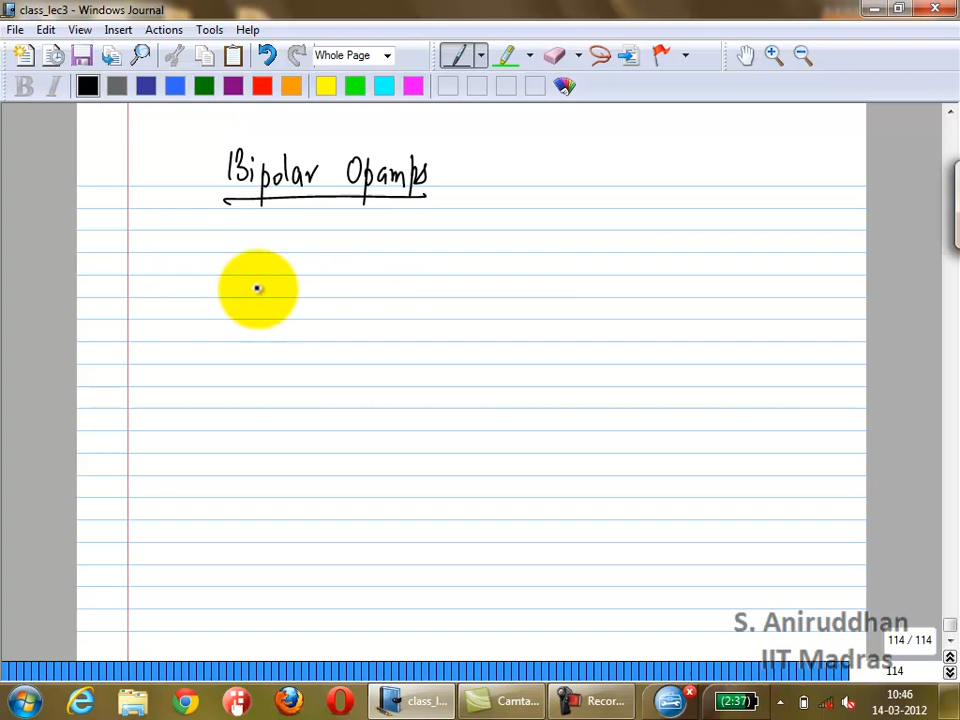 class_lec3 - Windows Journal
File Edit View Insert Actions Tools Help
Whole Page
B I
Bipolar Opamps
S. Aniruddhan
114 / 114
IIT Madras
114
class_l... Camta... Recor... (2:37) 10:46
14-03-2012